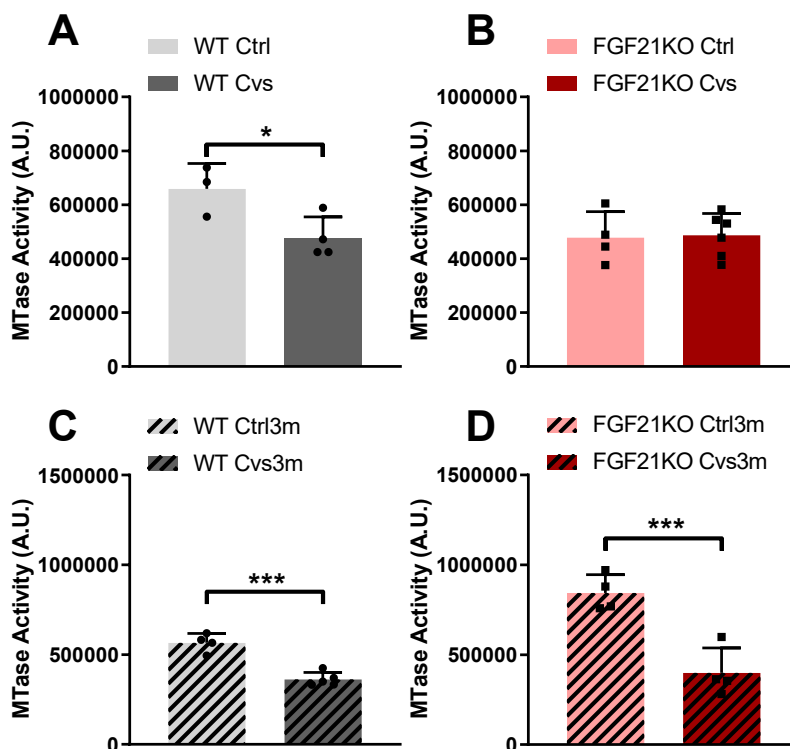 A
WT Ctrl
WT Cvs
MTase Activity (A.U.)
1000000
800000
600000
400000
200000
0
*
B
FGF21KO Ctrl
FGF21KO Cvs
MTase Activity (A.U.)
1000000
800000
600000
400000
200000
0
C
WT Ctrl3m
WT Cvs3m
MTase Activity (A.U.)
1500000
1000000
500000
0
***
D
FGF21KO Ctrl3m
FGF21KO Cvs3m
MTase Activity (A.U.)
1500000
1000000
500000
0
***